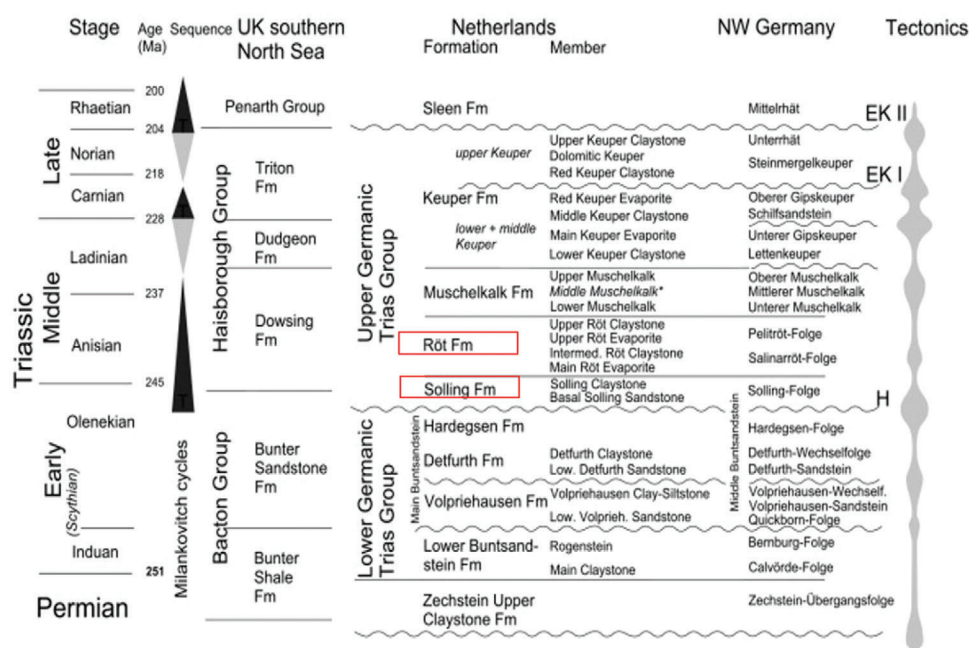 Stage Age (Ma) Sequence UK southern North Sea Netherlands NW Germany Tectonics
Formation Member
200
Rhaetian Penarth Group Sleen Fm Mittelrhät EK II
T
204
Late
Norian Triton Fm upper Keuper Upper Keuper Claystone Unterrhät
Dolomitic Keuper Steinmergelkeuper
218 Red Keuper Claystone
EK I
Carnian Keuper Fm Red Keuper Evaporite Oberer Gipskeuper
T
Middle Keuper Claystone Schilfsandstein
228
Haisborough Group
Upper Germanic Trias Group
Ladinian Dudgeon Fm lower + middle Keuper Main Keuper Evaporite Unterer Gipskeuper
Lower Keuper Claystone Lettenkeuper
Triassic
Middle
237 Muschelkalk Fm Upper Muschelkalk Oberer Muschelkalk
Middle Muschelkalk* Mittlerer Muschelkalk
Lower Muschelkalk Unterer Muschelkalk
Anisian Dowsing Fm Röt Fm Upper Röt Claystone Pelitröt-Folge
Upper Röt Evaporite
Intermed. Röt Claystone Salinarröt-Folge
Main Röt Evaporite
245 Solling Fm Solling Claystone Solling-Folge
T
Basal Solling Sandstone
H
Olenekian Hardegsen Fm Hardegsen-Folge
Early
(Scythian)
Milankovitch cycles
Bacton Group
Lower Germanic Trias Group
Main Buntsandstein
Middle Buntsandstein
Bunter Sandstone Fm Detfurth Fm Detfurth Claystone Detfurth-Wechselfolge
Low. Detfurth Sandstone Detfurth-Sandstein
Volpriehausen Fm Volpriehausen Clay-Siltstone Volpriehausen-Wechself.
Volpriehausen-Sandstein
Low. Volprieh. Sandstone Quickborn-Folge
Induan Bunter Shale Fm Lower Buntsand-stein Fm Rogenstein Bernburg-Folge
251 Main Claystone Calvörde-Folge
Permian Zechstein Upper Claystone Fm Zechstein-Übergangsfolge